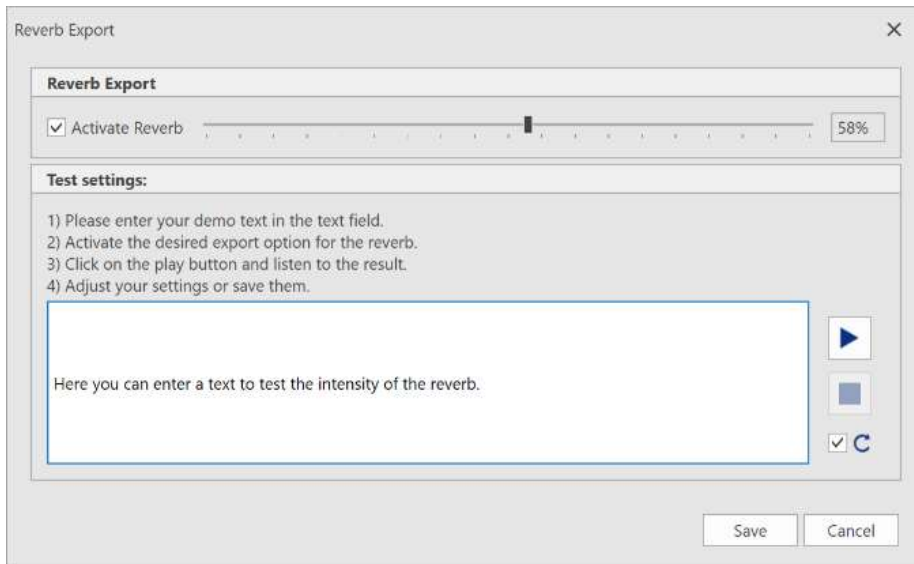 Reverb Export
Reverb Export
Activate Reverb
58%
Test settings:
1) Please enter your demo text in the text field.
2) Activate the desired export option for the reverb.
3) Click on the play button and listen to the result.
4) Adjust your settings or save them.
Here you can enter a text to test the intensity of the reverb.
Save
Cancel